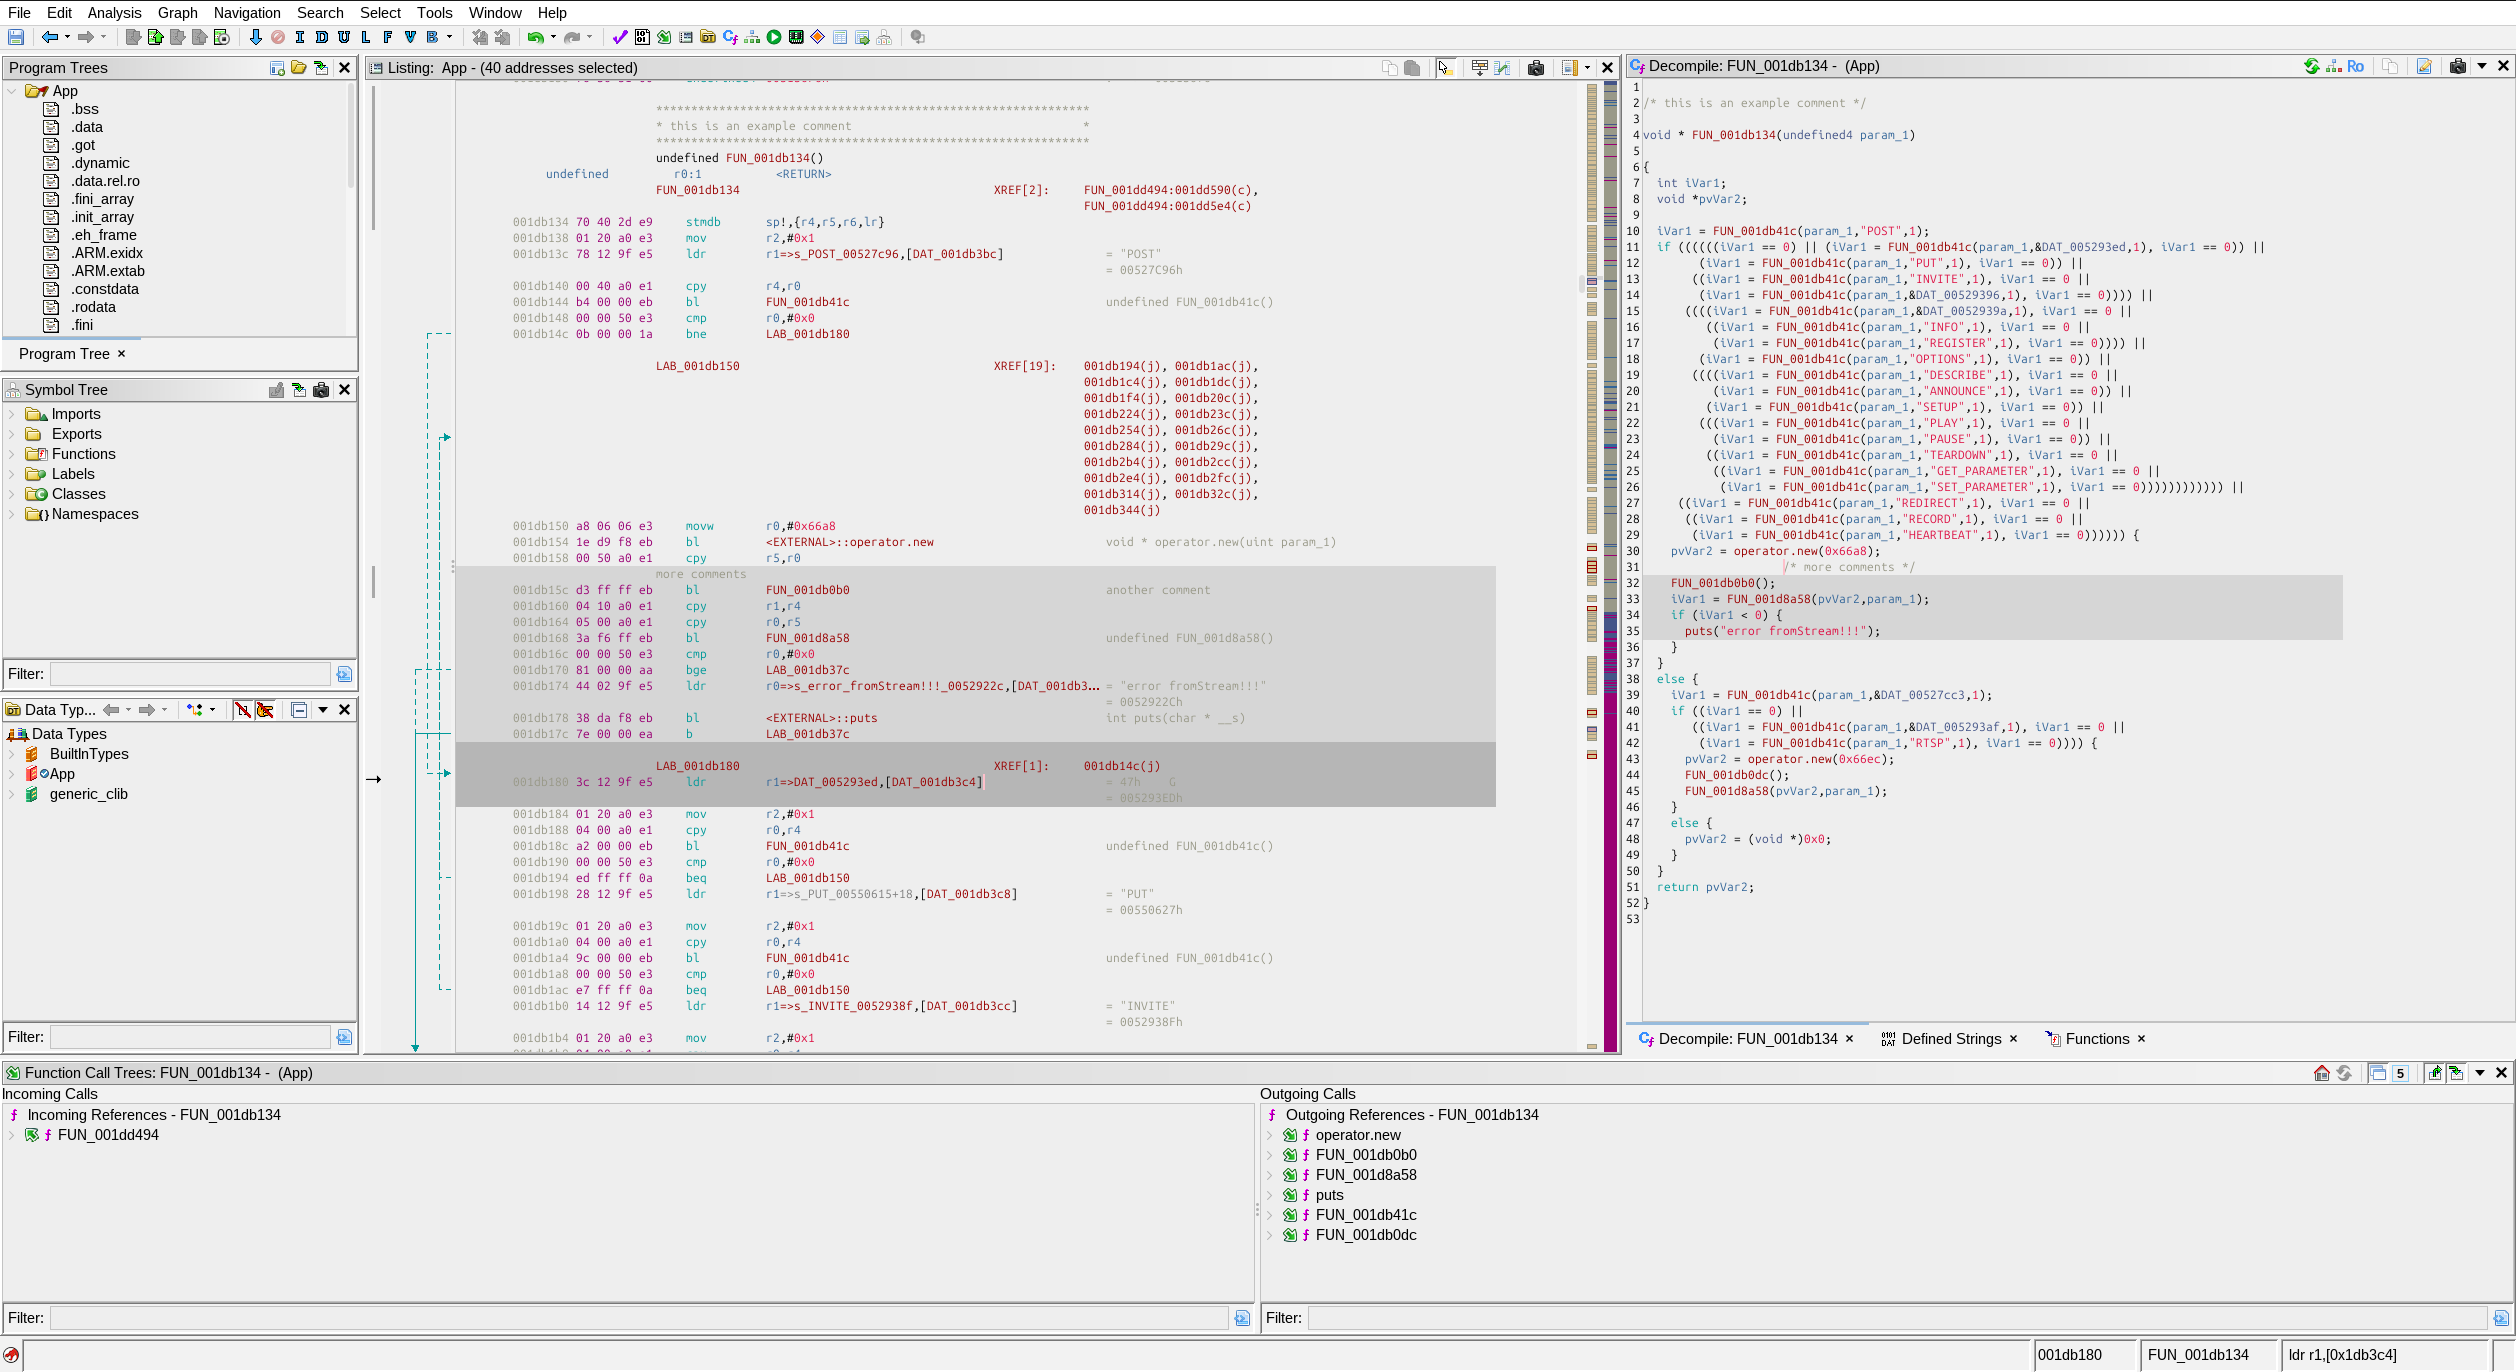 File Edit Analysis Graph Navigation Search Select Tools Window Help
I D U L F V B
Program Trees
App
.bss
.data
.got
.dynamic
.data.rel.ro
.fini_array
.init_array
.eh_frame
.ARM.exidx
.ARM.extab
.constdata
.rodata
.fini
Program Tree ×
Symbol Tree
Imports
Exports
Functions
Labels
Classes
Namespaces
Filter:
Data Typ...
Data Types
BuiltInTypes
App
generic_clib
Filter:
Listing: App - (40 addresses selected)
**************************************************************
* this is an example comment *
**************************************************************
undefined FUN_001db134()
undefined r0:1 <RETURN>
FUN_001db134 XREF[2]: FUN_001dd494:001dd590(c),
FUN_001dd494:001dd5e4(c)
001db134 70 40 2d e9 stmdb sp!,{r4,r5,r6,lr}
001db138 01 20 a0 e3 mov r2,#0x1
001db13c 78 12 9f e5 ldr r1=>s_POST_00527c96,[DAT_001db3bc] = "POST"
= 00527C96h
001db140 00 40 a0 e1 cpy r4,r0
001db144 b4 00 00 eb bl FUN_001db41c undefined FUN_001db41c()
001db148 00 00 50 e3 cmp r0,#0x0
001db14c 0b 00 00 1a bne LAB_001db180
LAB_001db150 XREF[19]: 001db194(j), 001db1ac(j),
001db1c4(j), 001db1dc(j),
001db1f4(j), 001db20c(j),
001db224(j), 001db23c(j),
001db254(j), 001db26c(j),
001db284(j), 001db29c(j),
001db2b4(j), 001db2cc(j),
001db2e4(j), 001db2fc(j),
001db314(j), 001db32c(j),
001db344(j)
001db150 a8 06 06 e3 movw r0,#0x66a8
001db154 1e d9 f8 eb bl <EXTERNAL>::operator.new void * operator.new(uint param_1)
001db158 00 50 a0 e1 cpy r5,r0
more comments
001db15c d3 ff ff eb bl FUN_001db0b0 another comment
001db160 04 10 a0 e1 cpy r1,r4
001db164 05 00 a0 e1 cpy r0,r5
001db168 3a f6 ff eb bl FUN_001d8a58 undefined FUN_001d8a58()
001db16c 00 00 50 e3 cmp r0,#0x0
001db170 81 00 00 aa bge LAB_001db37c
001db174 44 02 9f e5 ldr r0=>s_error_fromStream!!!_0052922c,[DAT_001db3... = "error fromStream!!!"
= 0052922Ch
001db178 38 da f8 eb bl <EXTERNAL>::puts int puts(char * __s)
001db17c 7e 00 00 ea b LAB_001db37c
LAB_001db180 XREF[1]: 001db14c(j)
001db180 3c 12 9f e5 ldr r1=>DAT_005293ed,[DAT_001db3c4] = 47h G
= 005293EDh
001db184 01 20 a0 e3 mov r2,#0x1
001db188 04 00 a0 e1 cpy r0,r4
001db18c a2 00 00 eb bl FUN_001db41c undefined FUN_001db41c()
001db190 00 00 50 e3 cmp r0,#0x0
001db194 ed ff ff 0a beq LAB_001db150
001db198 28 12 9f e5 ldr r1=>s_PUT_00550615+18,[DAT_001db3c8] = "PUT"
= 00550627h
001db19c 01 20 a0 e3 mov r2,#0x1
001db1a0 04 00 a0 e1 cpy r0,r4
001db1a4 9c 00 00 eb bl FUN_001db41c undefined FUN_001db41c()
001db1a8 00 00 50 e3 cmp r0,#0x0
001db1ac e7 ff ff 0a beq LAB_001db150
001db1b0 14 12 9f e5 ldr r1=>s_INVITE_0052938f,[DAT_001db3cc] = "INVITE"
= 0052938Fh
001db1b4 01 20 a0 e3 mov r2,#0x1
Decompile: FUN_001db134 - (App)
Ro
1
2 /* this is an example comment */
3
4 void * FUN_001db134(undefined4 param_1)
5
6 {
7 int iVar1;
8 void *pvVar2;
9
10 iVar1 = FUN_001db41c(param_1,"POST",1);
11 if ((((((iVar1 == 0) || (iVar1 = FUN_001db41c(param_1,&DAT_005293ed,1), iVar1 == 0)) ||
12 (iVar1 = FUN_001db41c(param_1,"PUT",1), iVar1 == 0)) ||
13 ((iVar1 = FUN_001db41c(param_1,"INVITE",1), iVar1 == 0 ||
14 (iVar1 = FUN_001db41c(param_1,&DAT_00529396,1), iVar1 == 0)))) ||
15 ((((iVar1 = FUN_001db41c(param_1,&DAT_0052939a,1), iVar1 == 0 ||
16 ((iVar1 = FUN_001db41c(param_1,"INFO",1), iVar1 == 0 ||
17 (iVar1 = FUN_001db41c(param_1,"REGISTER",1), iVar1 == 0)))) ||
18 (iVar1 = FUN_001db41c(param_1,"OPTIONS",1), iVar1 == 0)) ||
19 ((((iVar1 = FUN_001db41c(param_1,"DESCRIBE",1), iVar1 == 0 ||
20 (iVar1 = FUN_001db41c(param_1,"ANNOUNCE",1), iVar1 == 0)) ||
21 (iVar1 = FUN_001db41c(param_1,"SETUP",1), iVar1 == 0)) ||
22 (((iVar1 = FUN_001db41c(param_1,"PLAY",1), iVar1 == 0 ||
23 (iVar1 = FUN_001db41c(param_1,"PAUSE",1), iVar1 == 0)) ||
24 ((iVar1 = FUN_001db41c(param_1,"TEARDOWN",1), iVar1 == 0 ||
25 ((iVar1 = FUN_001db41c(param_1,"GET_PARAMETER",1), iVar1 == 0 ||
26 (iVar1 = FUN_001db41c(param_1,"SET_PARAMETER",1), iVar1 == 0)))))))))))) ||
27 ((iVar1 = FUN_001db41c(param_1,"REDIRECT",1), iVar1 == 0 ||
28 ((iVar1 = FUN_001db41c(param_1,"RECORD",1), iVar1 == 0 ||
29 (iVar1 = FUN_001db41c(param_1,"HEARTBEAT",1), iVar1 == 0)))))) {
30 pvVar2 = operator.new(0x66a8);
31 /* more comments */
32 FUN_001db0b0();
33 iVar1 = FUN_001d8a58(pvVar2,param_1);
34 if (iVar1 < 0) {
35 puts("error fromStream!!!");
36 }
37 }
38 else {
39 iVar1 = FUN_001db41c(param_1,&DAT_00527cc3,1);
40 if ((iVar1 == 0) ||
41 ((iVar1 = FUN_001db41c(param_1,&DAT_005293af,1), iVar1 == 0 ||
42 (iVar1 = FUN_001db41c(param_1,"RTSP",1), iVar1 == 0)))) {
43 pvVar2 = operator.new(0x66ec);
44 FUN_001db0dc();
45 FUN_001d8a58(pvVar2,param_1);
46 }
47 else {
48 pvVar2 = (void *)0x0;
49 }
50 }
51 return pvVar2;
52 }
53
Decompile: FUN_001db134 × Defined Strings × Functions ×
Function Call Trees: FUN_001db134 - (App)
5
Incoming Calls
Incoming References - FUN_001db134
FUN_001dd494
Filter:
Outgoing Calls
Outgoing References - FUN_001db134
operator.new
FUN_001db0b0
FUN_001d8a58
puts
FUN_001db41c
FUN_001db0dc
Filter:
001db180 FUN_001db134 ldr r1,[0x1db3c4]